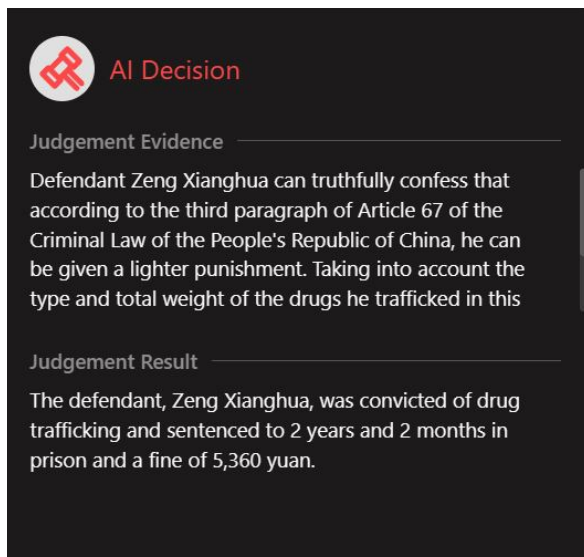 AI Decision
Judgement Evidence
Defendant Zeng Xianghua can truthfully confess that
according to the third paragraph of Article 67 of the
Criminal Law of the People's Republic of China, he can
be given a lighter punishment. Taking into account the
type and total weight of the drugs he trafficked in this
Judgement Result
The defendant, Zeng Xianghua, was convicted of drug
trafficking and sentenced to 2 years and 2 months in
prison and a fine of 5,360 yuan.